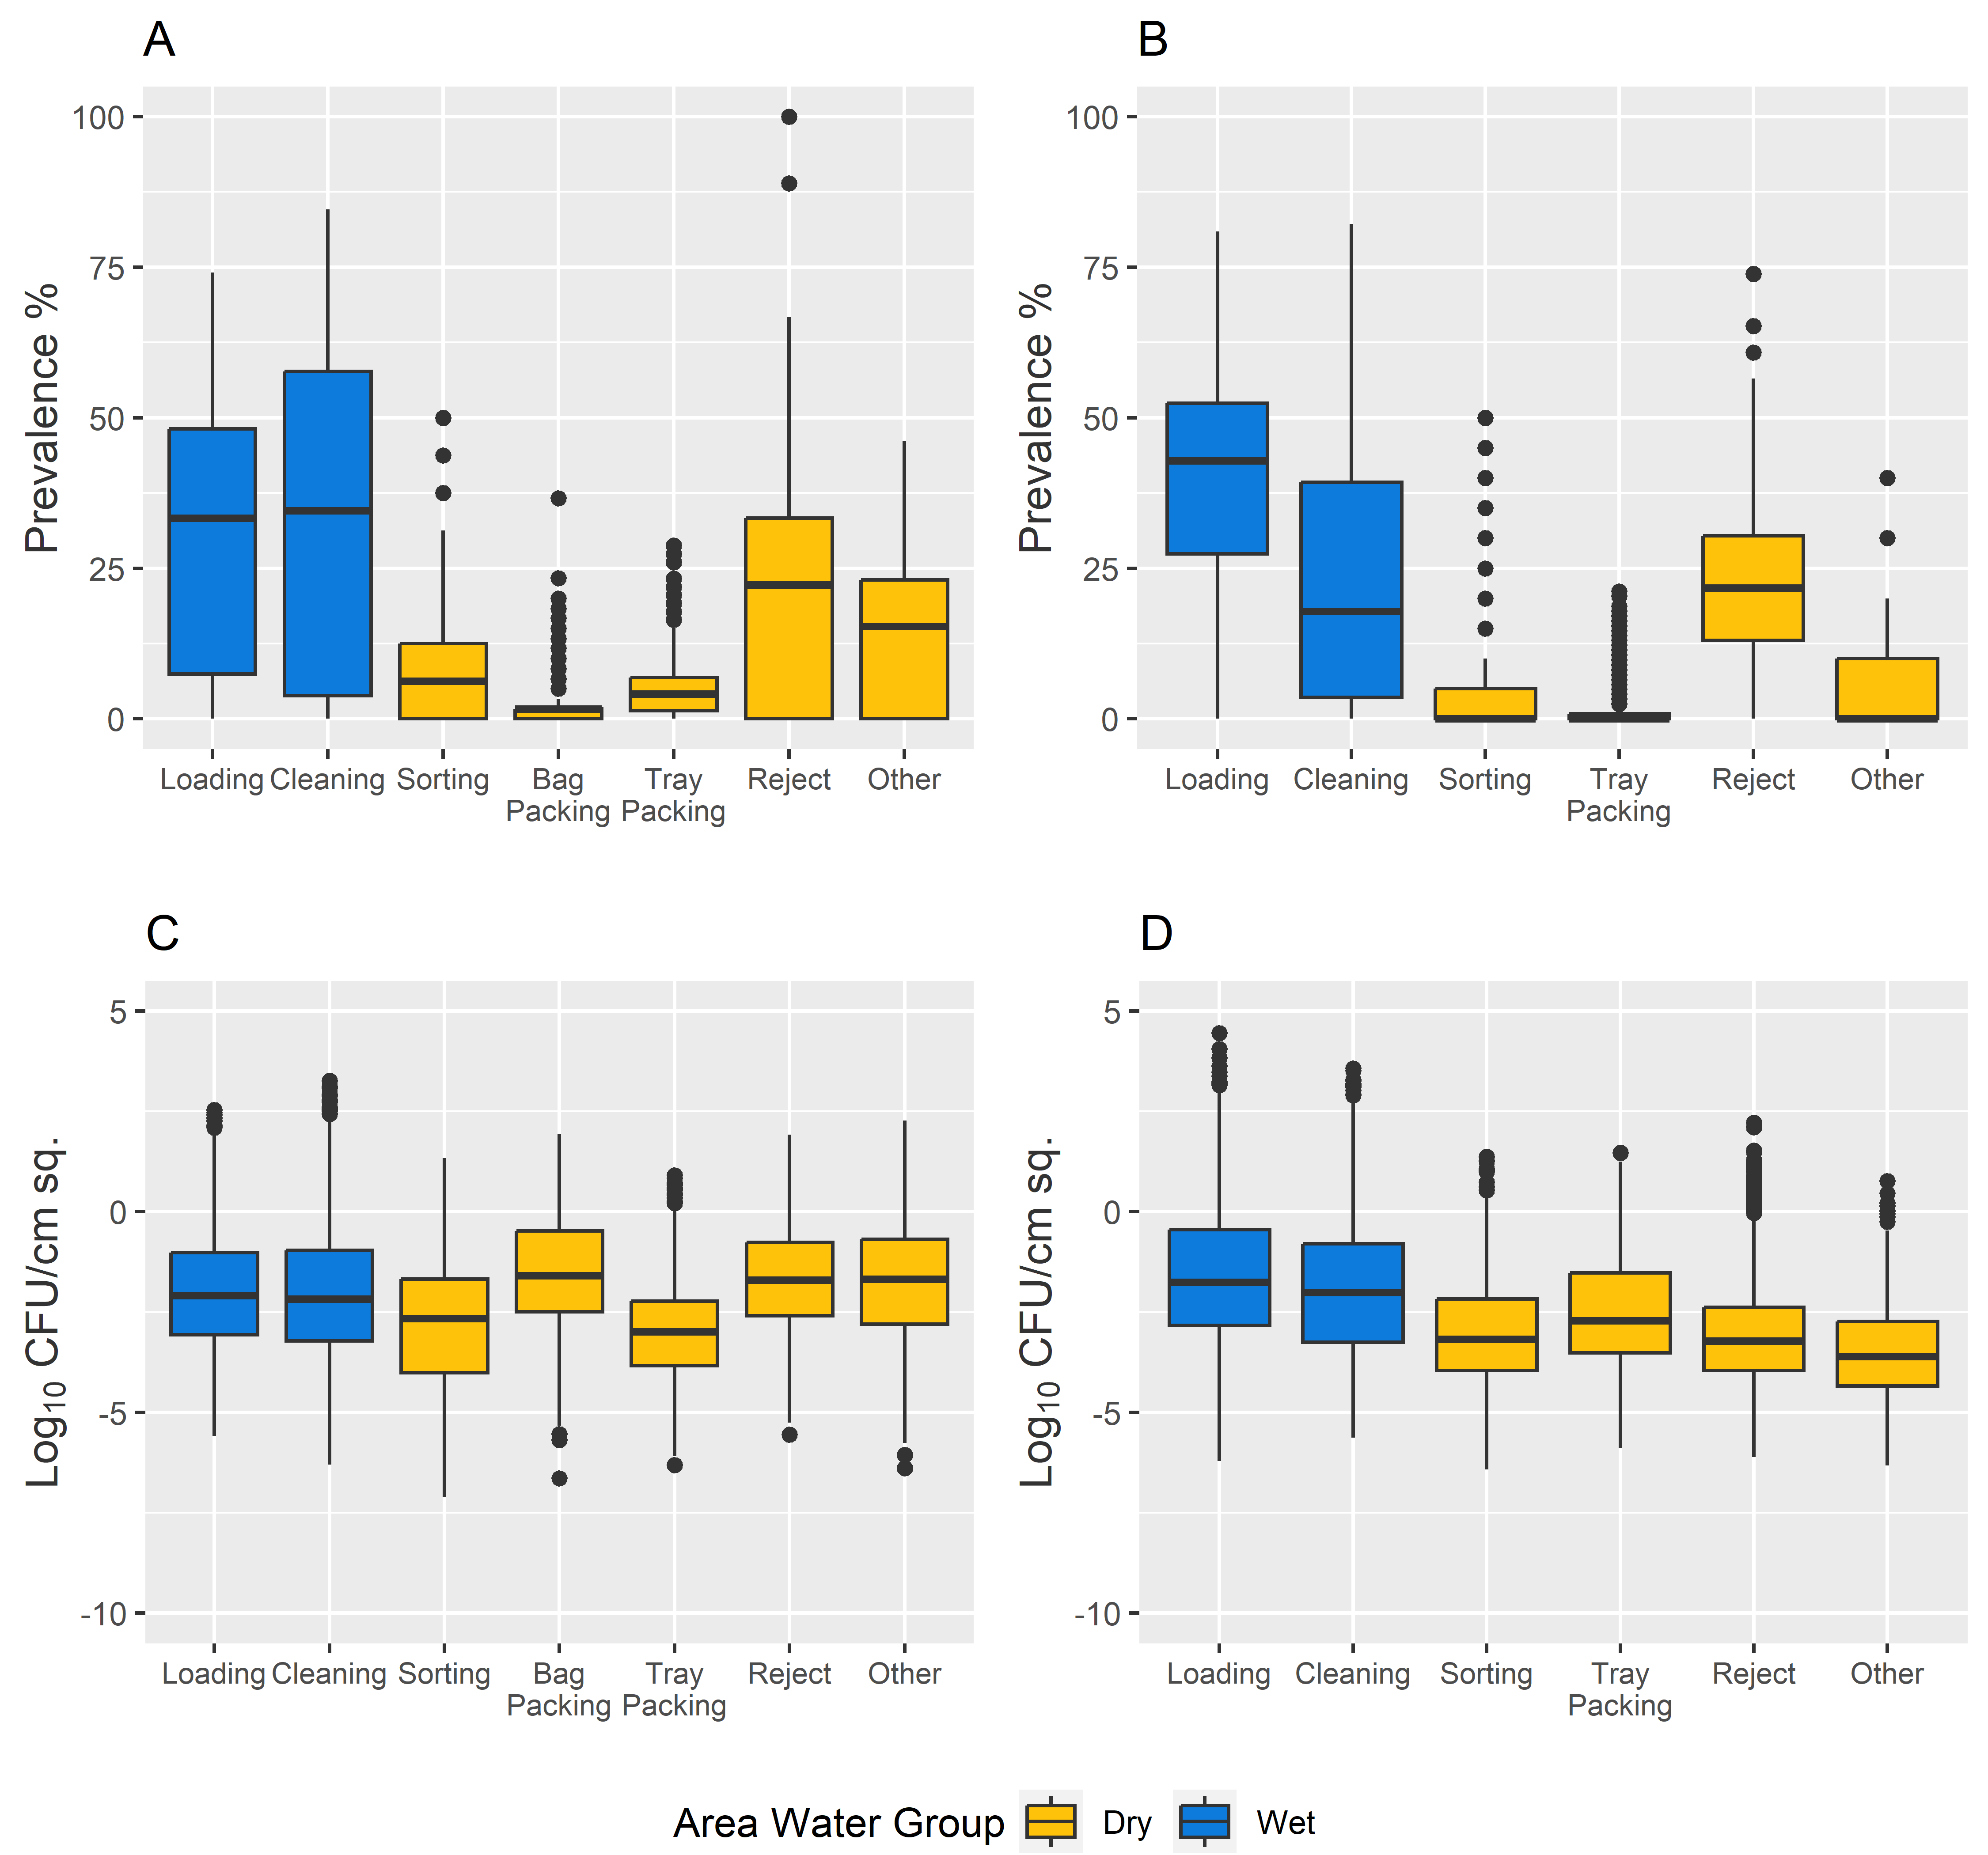 A
Prevalence %
100
75
50
25
0
Loading Cleaning Sorting Bag Packing Tray Packing Reject Other
B
Prevalence %
100
75
50
25
0
Loading Cleaning Sorting Tray Packing Reject Other
C
Log10 CFU/cm sq.
5
0
-5
-10
Loading Cleaning Sorting Bag Packing Tray Packing Reject Other
D
Log10 CFU/cm sq.
5
0
-5
-10
Loading Cleaning Sorting Tray Packing Reject Other
Area Water Group Dry Wet